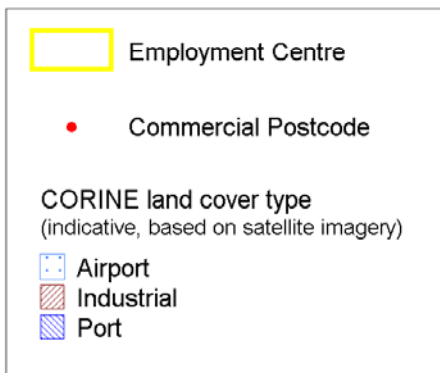 Employment Centre
Commercial Postcode
CORINE land cover type
(indicative, based on satellite imagery)
Airport
Industrial
Port